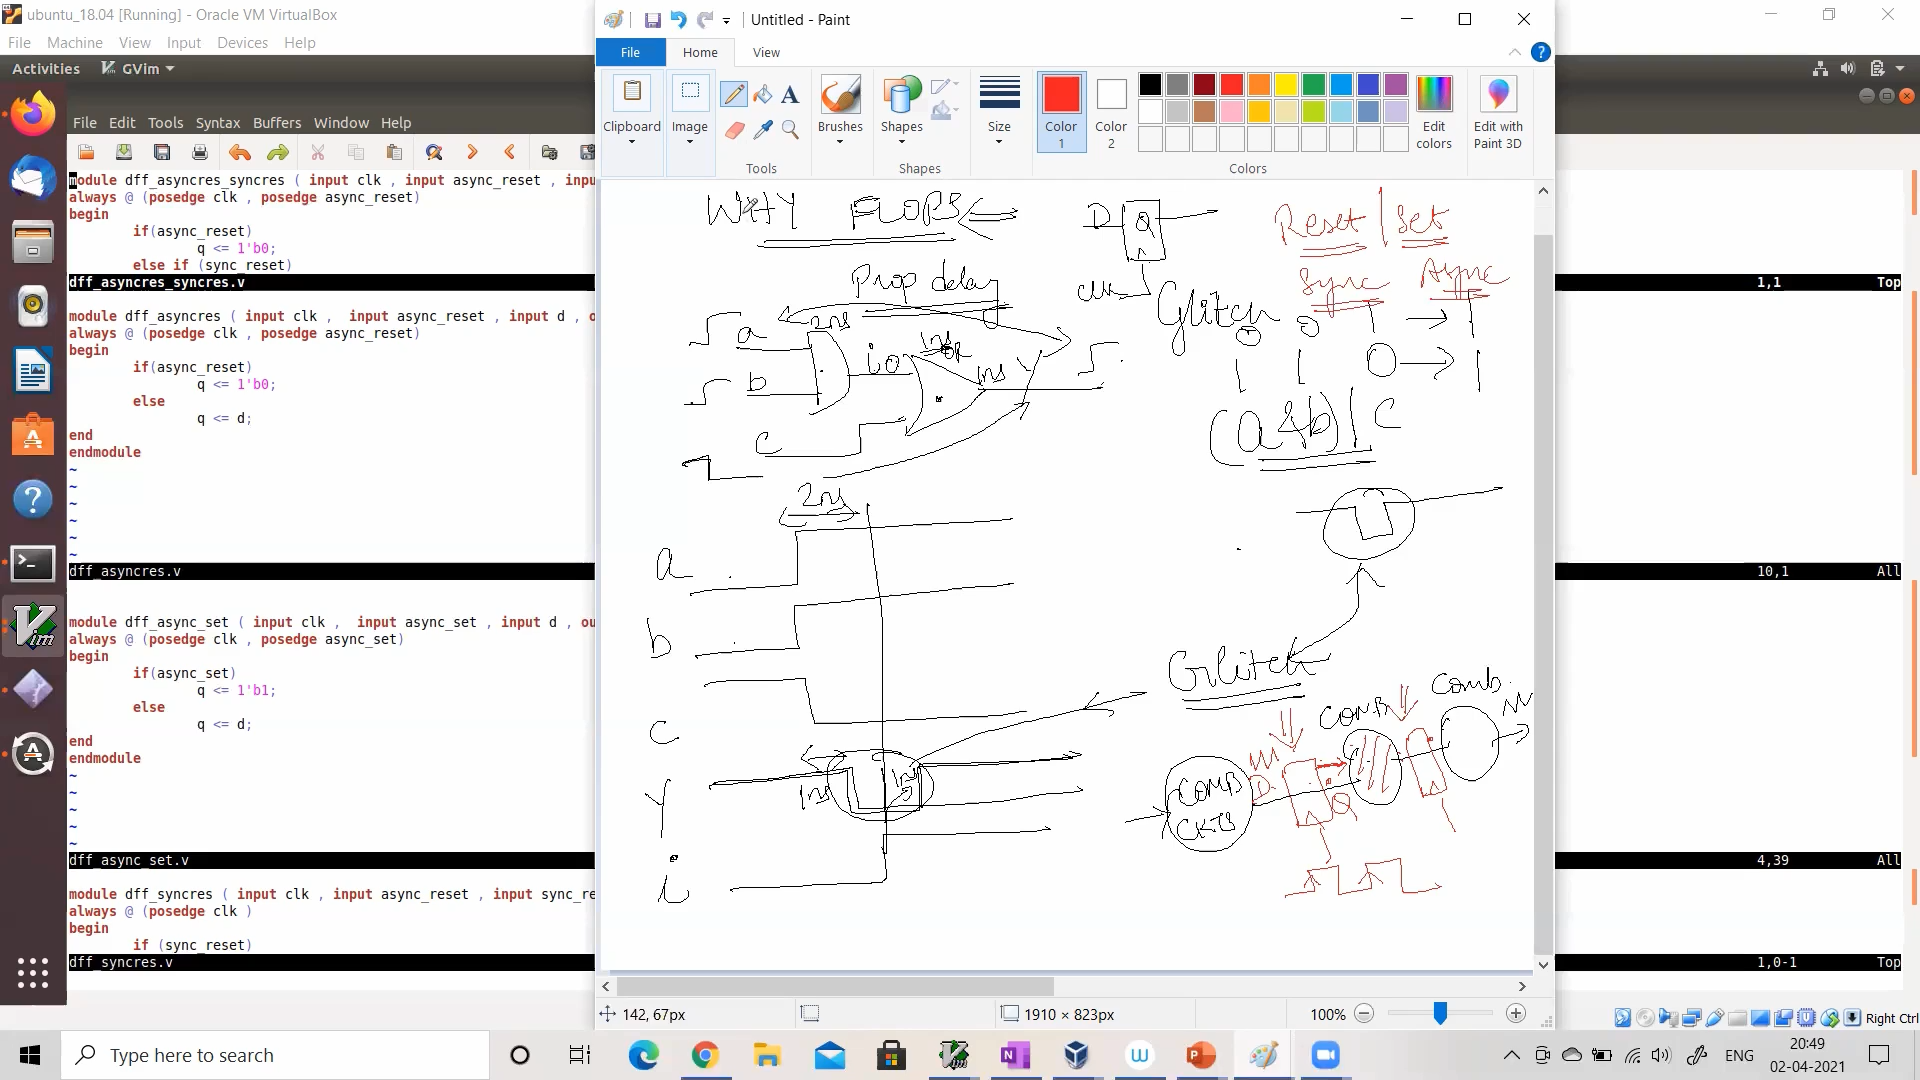 ubuntu_18.04 [Running] - Oracle VM VirtualBox
File Machine View Input Devices Help
Activities GVim
File Edit Tools Syntax Buffers Window Help
module dff_asyncres_syncres ( input clk , input async_reset , inpu
always @ (posedge clk , posedge async_reset)
begin
if(async_reset)
q <= 1'b0;
else if (sync_reset)
dff_asyncres_syncres.v
1,1 Top
module dff_asyncres ( input clk , input async_reset , input d , o
always @ (posedge clk , posedge async_reset)
begin
if(async_reset)
q <= 1'b0;
else
q <= d;
end
endmodule
~
~
~
~
~
~
dff_asyncres.v
10,1 All
module dff_async_set ( input clk , input async_set , input d , ou
always @ (posedge clk , posedge async_set)
begin
if(async_set)
q <= 1'b1;
else
q <= d;
end
endmodule
~
~
~
~
~
dff_async_set.v
4,39 All
module dff_syncres ( input clk , input async_reset , input sync_re
always @ (posedge clk )
begin
if (sync_reset)
dff_syncres.v
1,0-1 Top
Untitled - Paint
File Home View
Clipboard
Image
Tools
Brushes
Shapes
Shapes
Size
Color 1
Color 2
Edit colors
Edit with Paint 3D
Colors
WHY FLOPS
D Q
clk
Reset | Set
Sync Async
Prop delay
Glitch
a 2ns
b i0 1ns OR 1ns Y
c
(a&b) | c
2ns
a
b
c
Y 1ns 1ns
i
Glitch
COMB CKTS
D Q
COMB
Comb
142, 67px
1910 × 823px
100%
Right Ctrl
Type here to search
ENG
20:49
02-04-2021